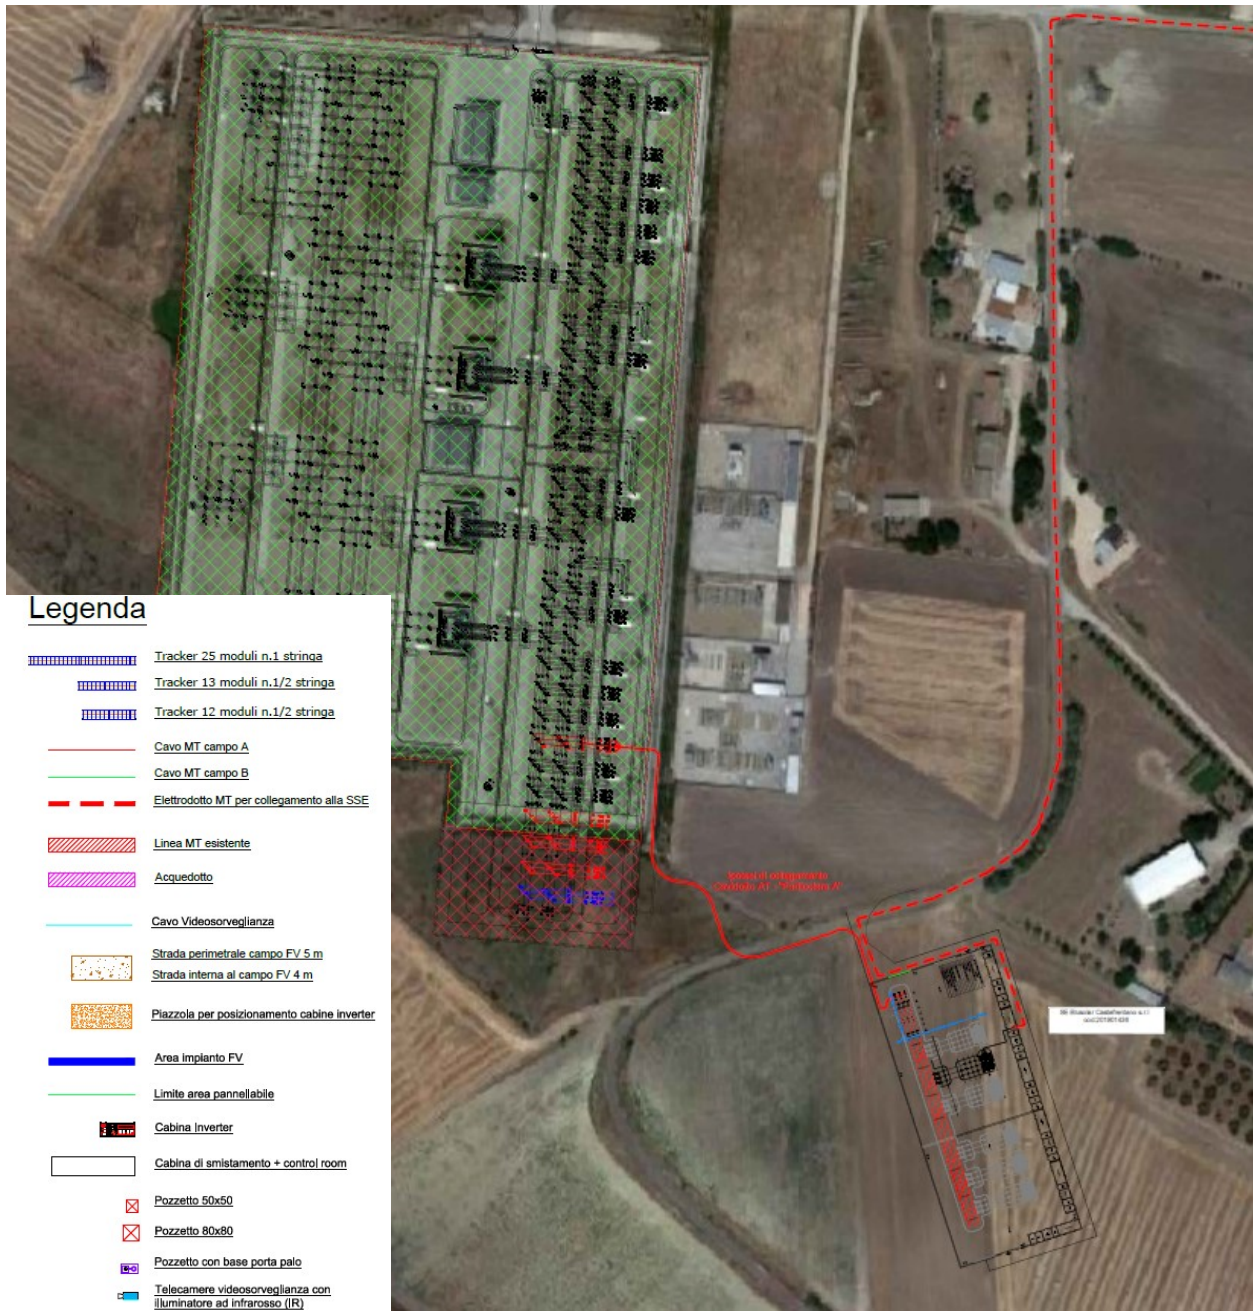 Legenda
Tracker 25 moduli n.1 stringa
Tracker 13 moduli n.1/2 stringa
Tracker 12 moduli n.1/2 stringa
Cavo MT campo A
Cavo MT campo B
Elettrodotto MT per collegamento alla SSE
Linea MT esistente
Acquedotto
Cavo Videosorveglianza
Strada perimetrale campo FV 5 m
Strada interna al campo FV 4 m
Piazzola per posizionamento cabine inverter
Area impianto FV
Limite area pannellabile
Cabina Inverter
Cabina di smistamento + control room
Pozzetto 50x50
Pozzetto 80x80
Pozzetto con base porta palo
Telecamere videosorveglianza con
illuminatore ad infrarosso (IR)